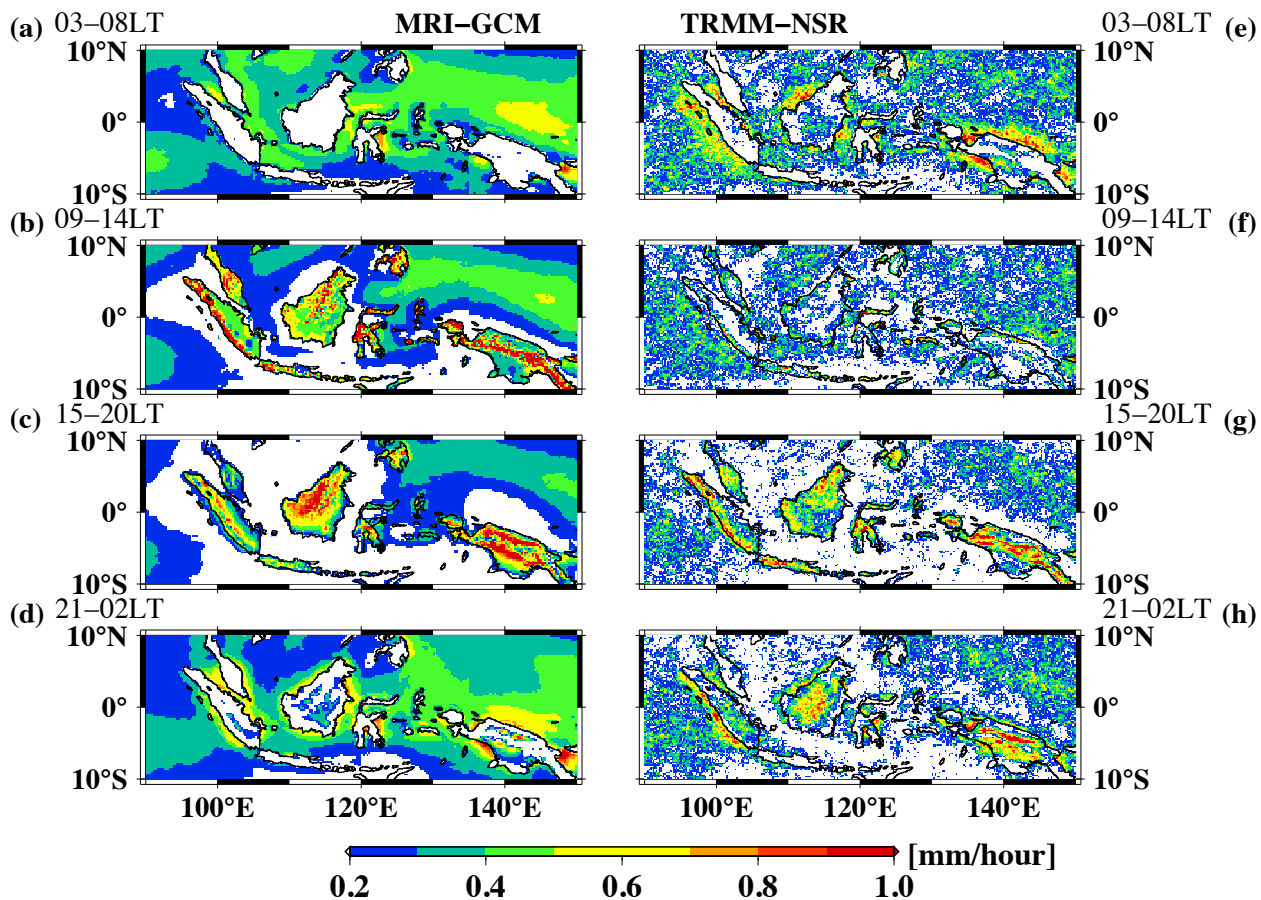 (a) 03–08LT MRI–GCM TRMM–NSR 03–08LT (e)
10°N 10°N
0° 0°
10°S 10°S
(b) 09–14LT 09–14LT (f)
10°N 10°N
0° 0°
10°S 10°S
(c) 15–20LT 15–20LT (g)
10°N 10°N
0° 0°
10°S 10°S
(d) 21–02LT 21–02LT (h)
10°N 10°N
0° 0°
10°S 10°S
100°E 120°E 140°E 100°E 120°E 140°E
[mm/hour]
0.2 0.4 0.6 0.8 1.0